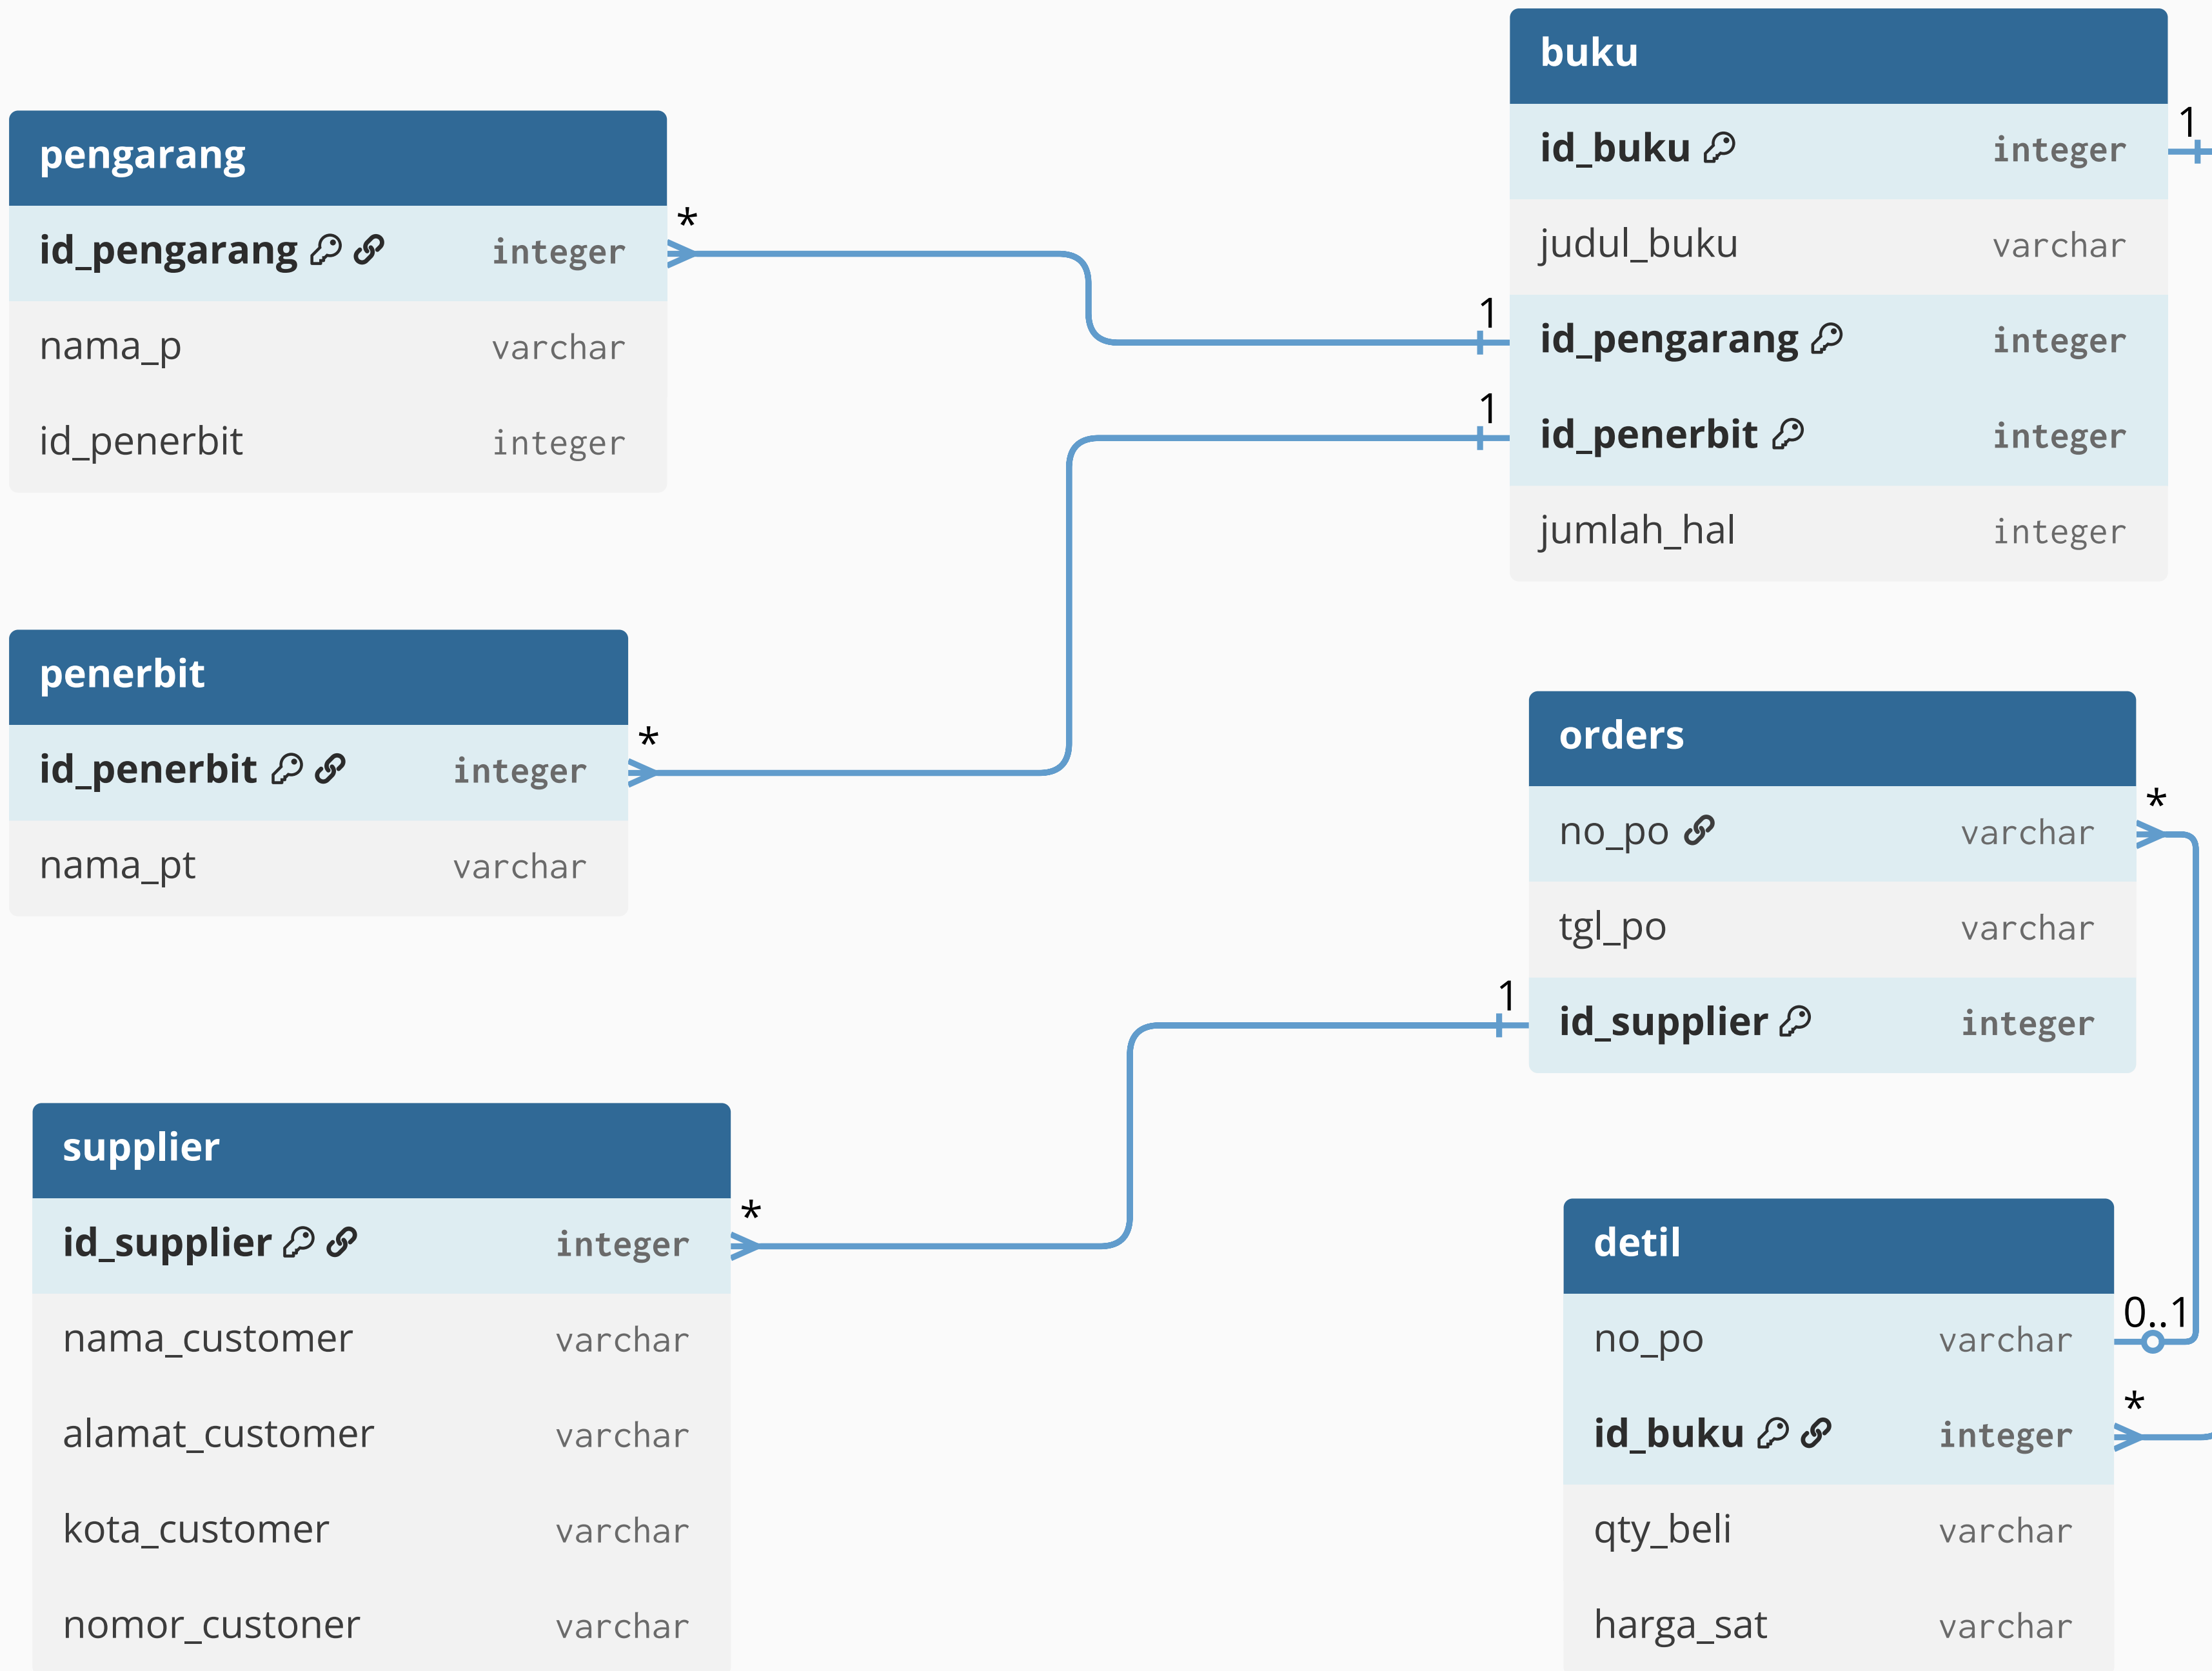 buku
id_buku integer 1
judul_buku varchar
1 id_pengarang integer
1 id_penerbit integer
jumlah_hal integer
pengarang
id_pengarang integer *
nama_p varchar
id_penerbit integer
penerbit
id_penerbit integer *
nama_pt varchar
orders
no_po varchar *
tgl_po varchar
1 id_supplier integer
supplier
id_supplier integer *
nama_customer varchar
alamat_customer varchar
kota_customer varchar
nomor_custoner varchar
detil
no_po varchar 0..1
id_buku integer *
qty_beli varchar
harga_sat varchar